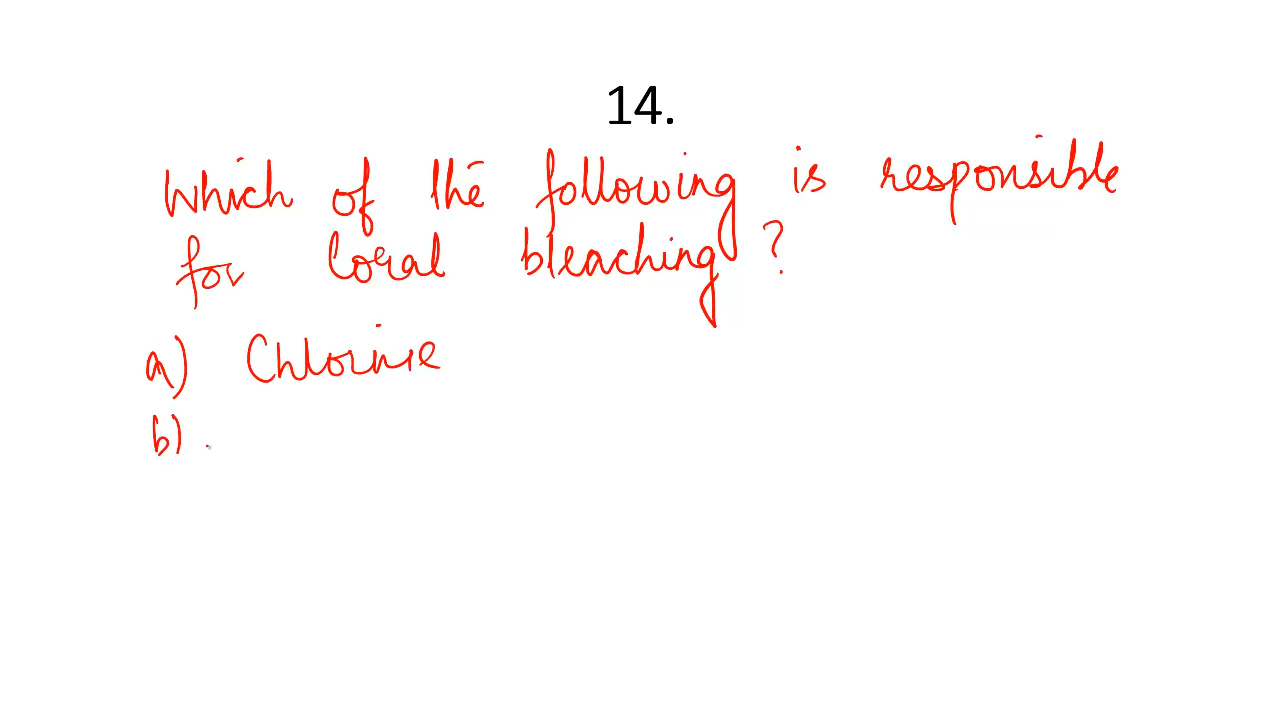 14.
Which of the following is responsible
for Coral bleaching ?
a) Chlorine
b)